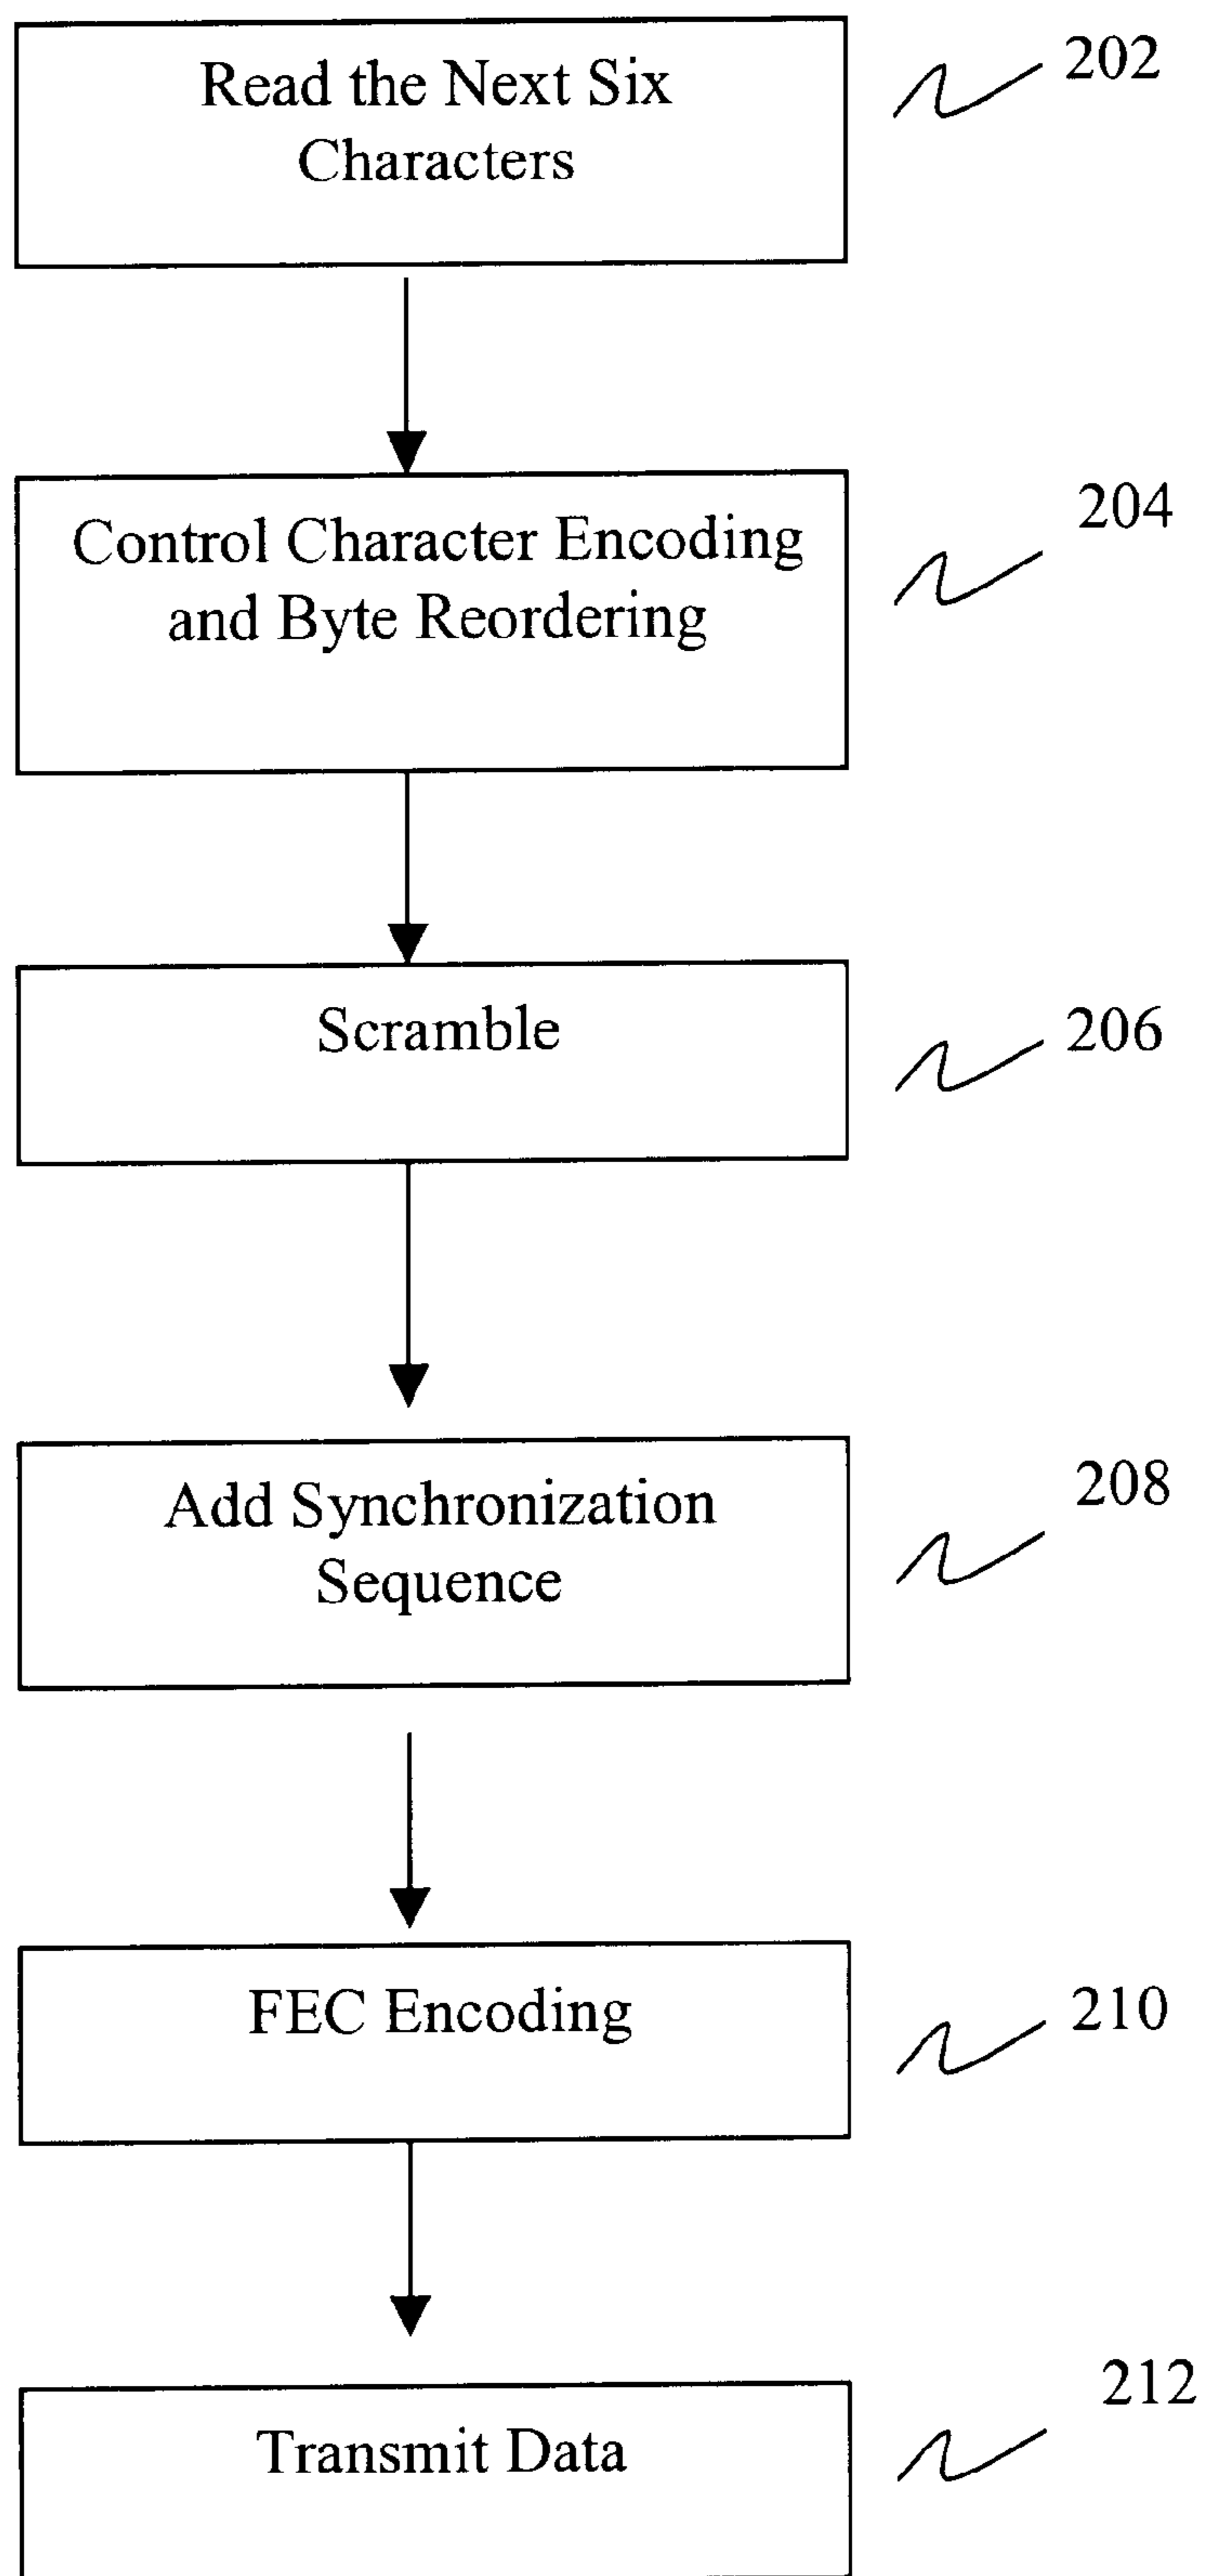 Read the Next Six
Characters
202
Control Character Encoding
and Byte Reordering
204
Scramble
206
Add Synchronization
Sequence
208
FEC Encoding
210
Transmit Data
212